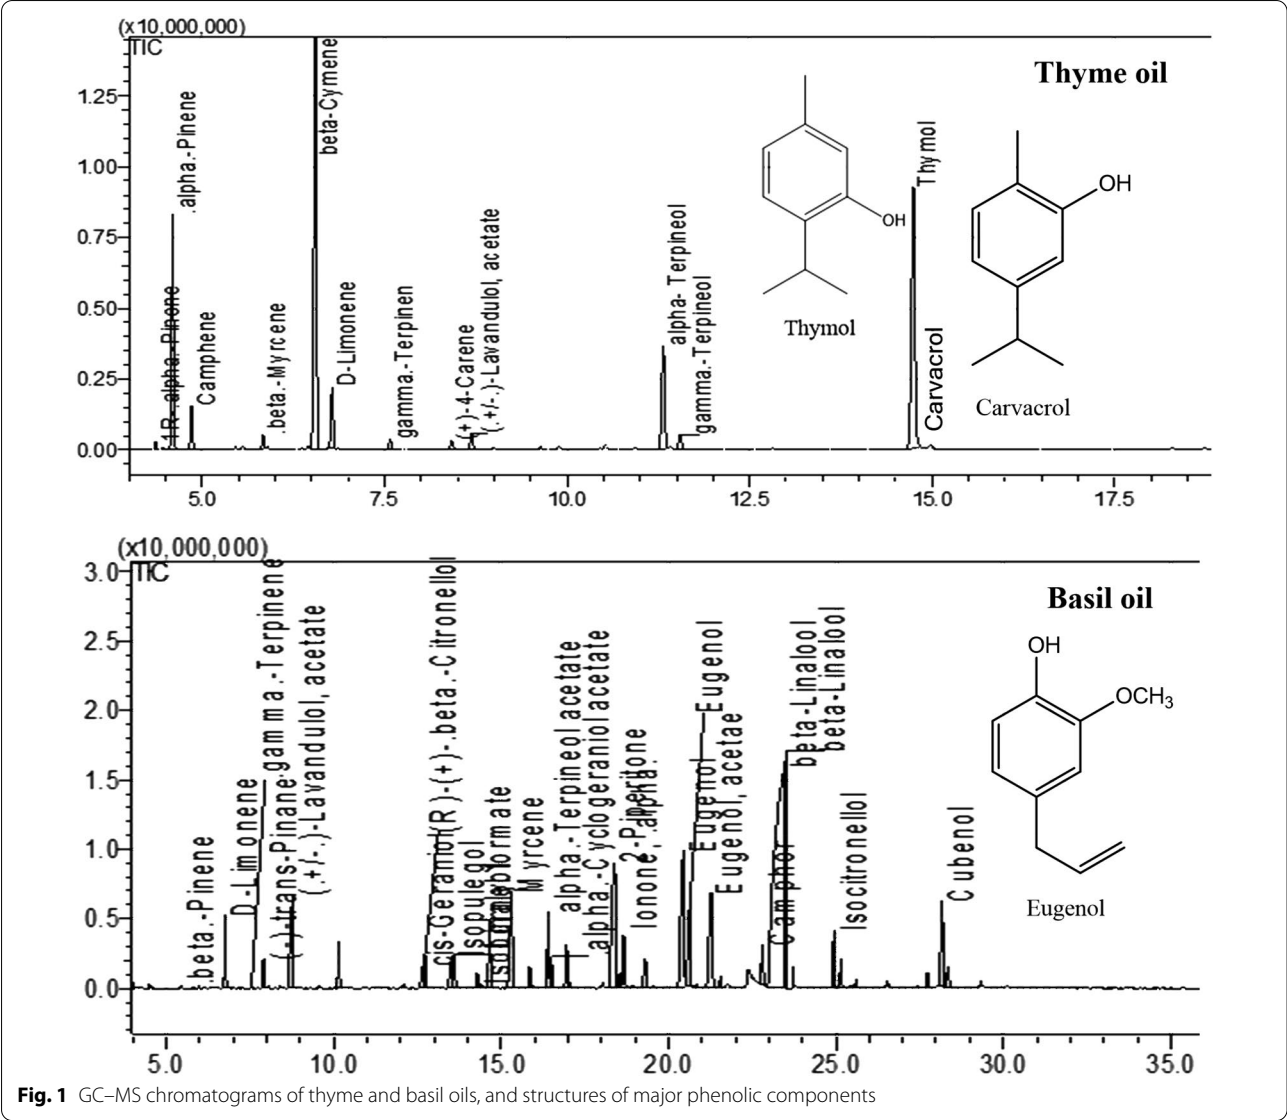 (x10,000,000)
TIC
Thyme oil
1.25
1.00
0.75
0.50
0.25
0.00
1R-.alpha.-Pinene
.alpha.-Pinene
Camphene
.beta.-Myrcene
beta-Cymene
D-Limonene
gamma.-Terpinen
(+)-4-Carene
(.+/-.)-Lavandulol, acetate
alpha- Terpineol
gamma.-Terpineol
Thymol
Carvacrol
OH
Thymol
OH
Carvacrol
5.0 7.5 10.0 12.5 15.0 17.5
(x10,000,000)
TIC
Basil oil
3.0
2.5
2.0
1.5
1.0
0.5
0.0
.beta.-Pinene
D-Limonene
.gamma.-Terpinene
(-)-trans-Pinane
(.+/-.)-Lavandulol, acetate
cis-Geraniol
(R)-(+)-.beta.-Citronellol
Isopulegol
Myrcene
alpha.-Terpineol acetate
alpha.-Cyclogeraniol acetate
2-Piperitone
Ionone, alpha.
Eugenol
Eugenol
Eugenol, acetae
Camphor
beta-Linalool
beta-Linalool
Isocitronellol
Cubenol
OH
OCH3
Eugenol
5.0 10.0 15.0 20.0 25.0 30.0 35.0
Fig. 1 GC–MS chromatograms of thyme and basil oils, and structures of major phenolic components